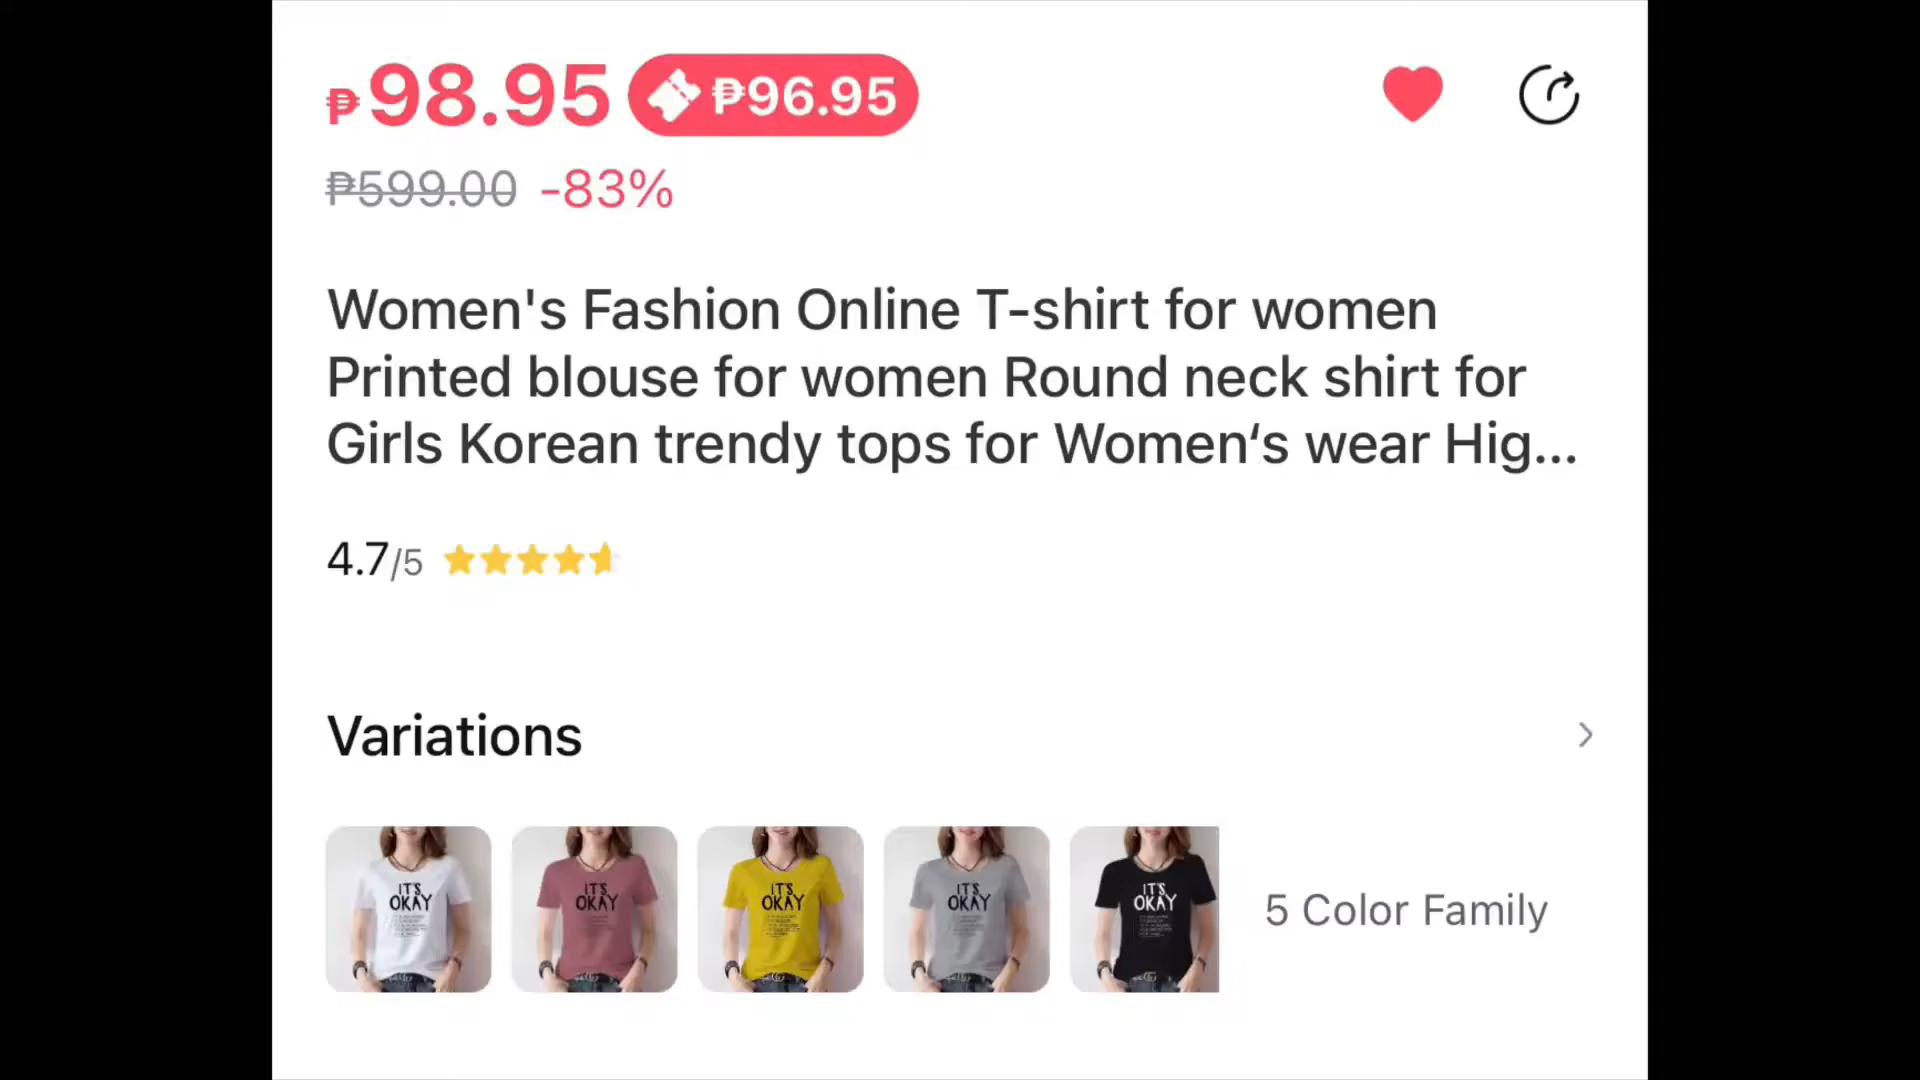 ₱98.95 ₱96.95
₱599.00 -83%
Women's Fashion Online T-shirt for women
Printed blouse for women Round neck shirt for
Girls Korean trendy tops for Women‘s wear Hig...
4.7/5
Variations
IT'S OKAY
IT'S OKAY
IT'S OKAY
IT'S OKAY
IT'S OKAY
5 Color Family